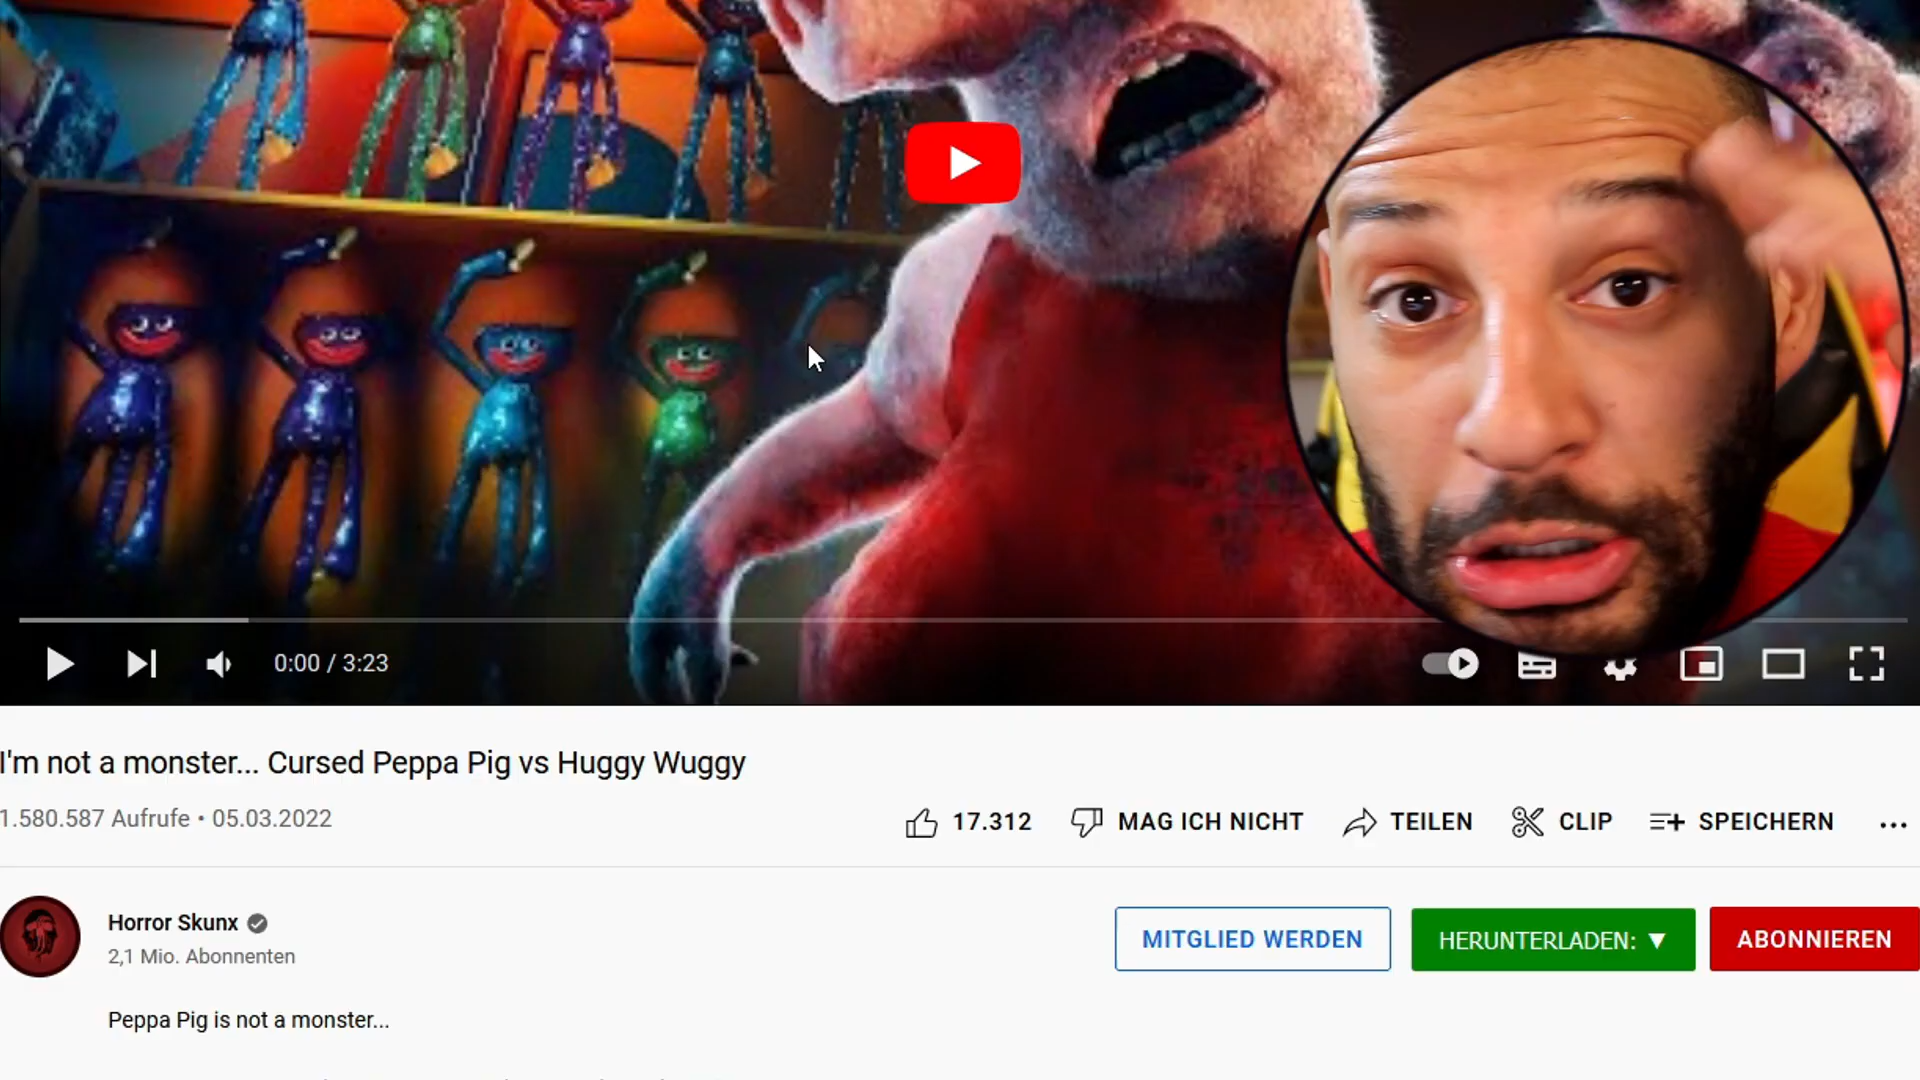 0:00 / 3:23
I'm not a monster... Cursed Peppa Pig vs Huggy Wuggy
1.580.587 Aufrufe • 05.03.2022
17.312
MAG ICH NICHT
TEILEN
CLIP
SPEICHERN
Horror Skunx
2,1 Mio. Abonnenten
MITGLIED WERDEN
HERUNTERLADEN: ▼
ABONNIEREN
Peppa Pig is not a monster...